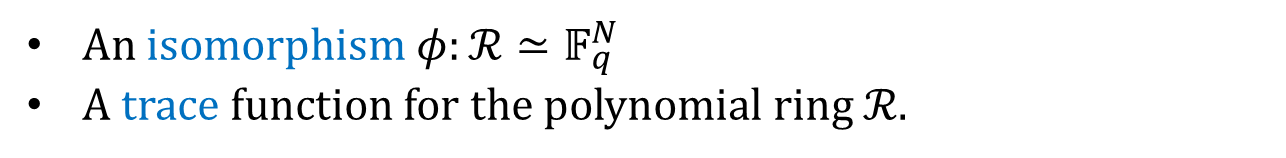 • An isomorphism 𝜙: ℛ ≃ 𝔽_q^N
• A trace function for the polynomial ring ℛ.